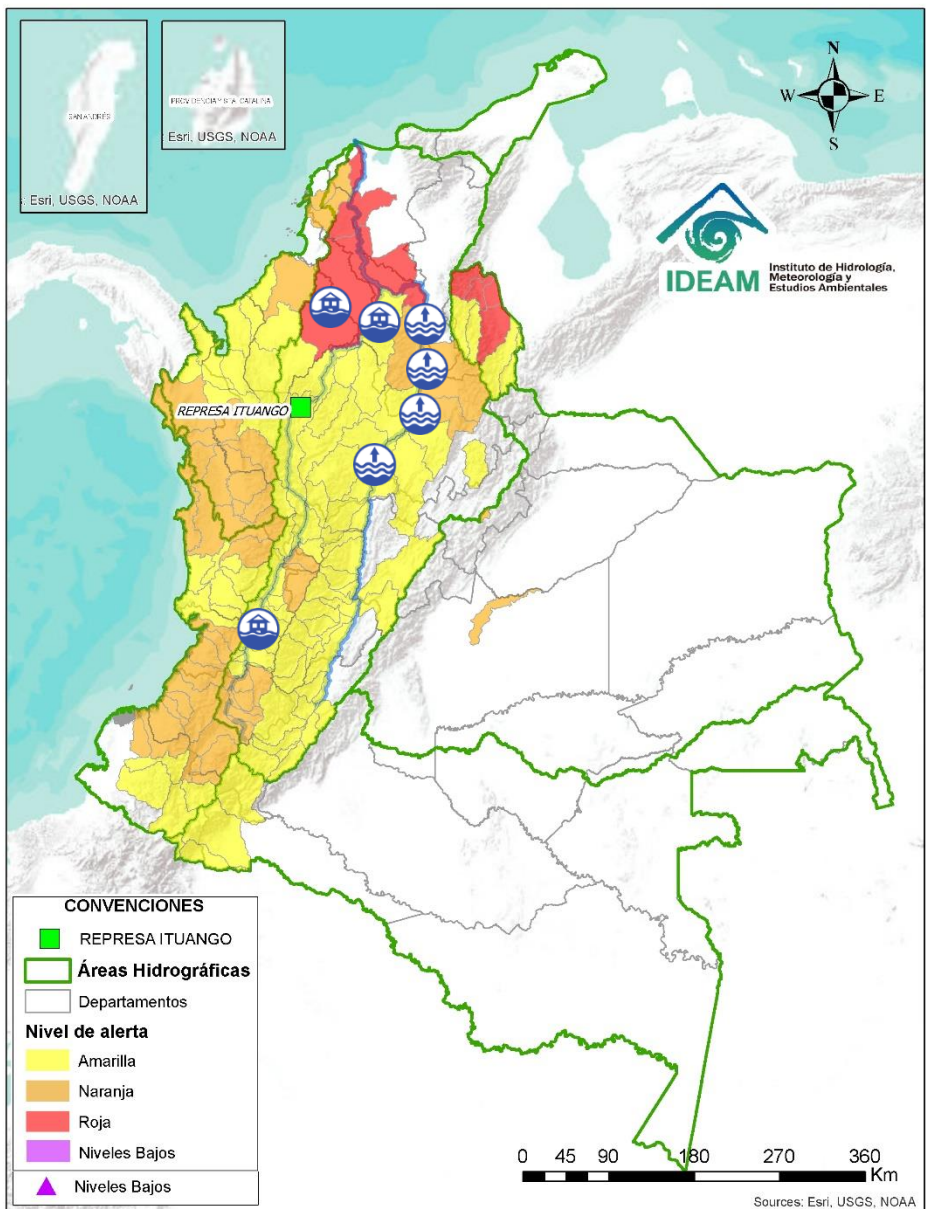 SAN ANDRÉS
: Esri, USGS, NOAA
PROVIDENCIA Y STA. CATALINA
Esri, USGS, NOAA
N
W
E
S
IDEAM
Instituto de Hidrología,
Meteorología y
Estudios Ambientales
REPRESA ITUANGO
CONVENCIONES
REPRESA ITUANGO
Áreas Hidrográficas
Departamentos
Nivel de alerta
Amarilla
Naranja
Roja
Niveles Bajos
Niveles Bajos
0 45 90 180 270 360
Km
Sources: Esri, USGS, NOAA